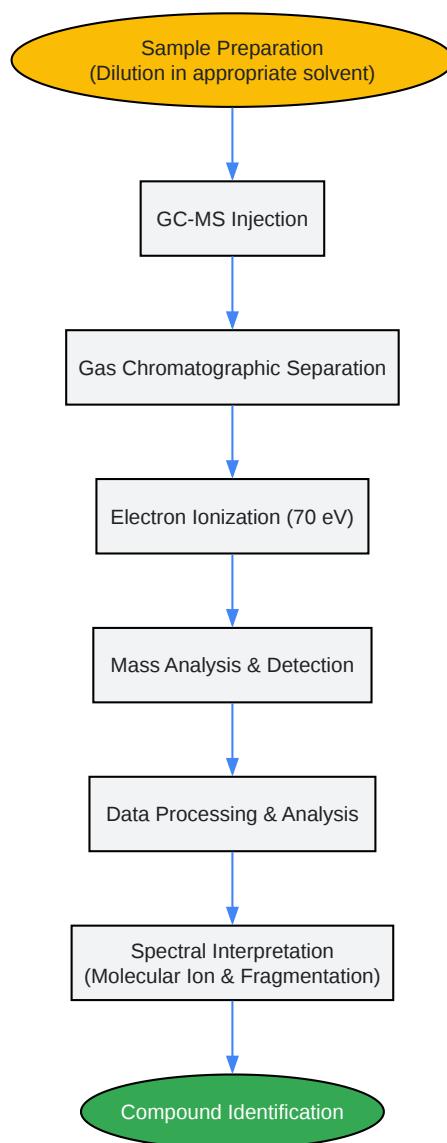 Sample Preparation
(Dilution in appropriate solvent)
GC-MS Injection
Gas Chromatographic Separation
Electron Ionization (70 eV)
Mass Analysis & Detection
Data Processing & Analysis
Spectral Interpretation
(Molecular Ion & Fragmentation)
Compound Identification